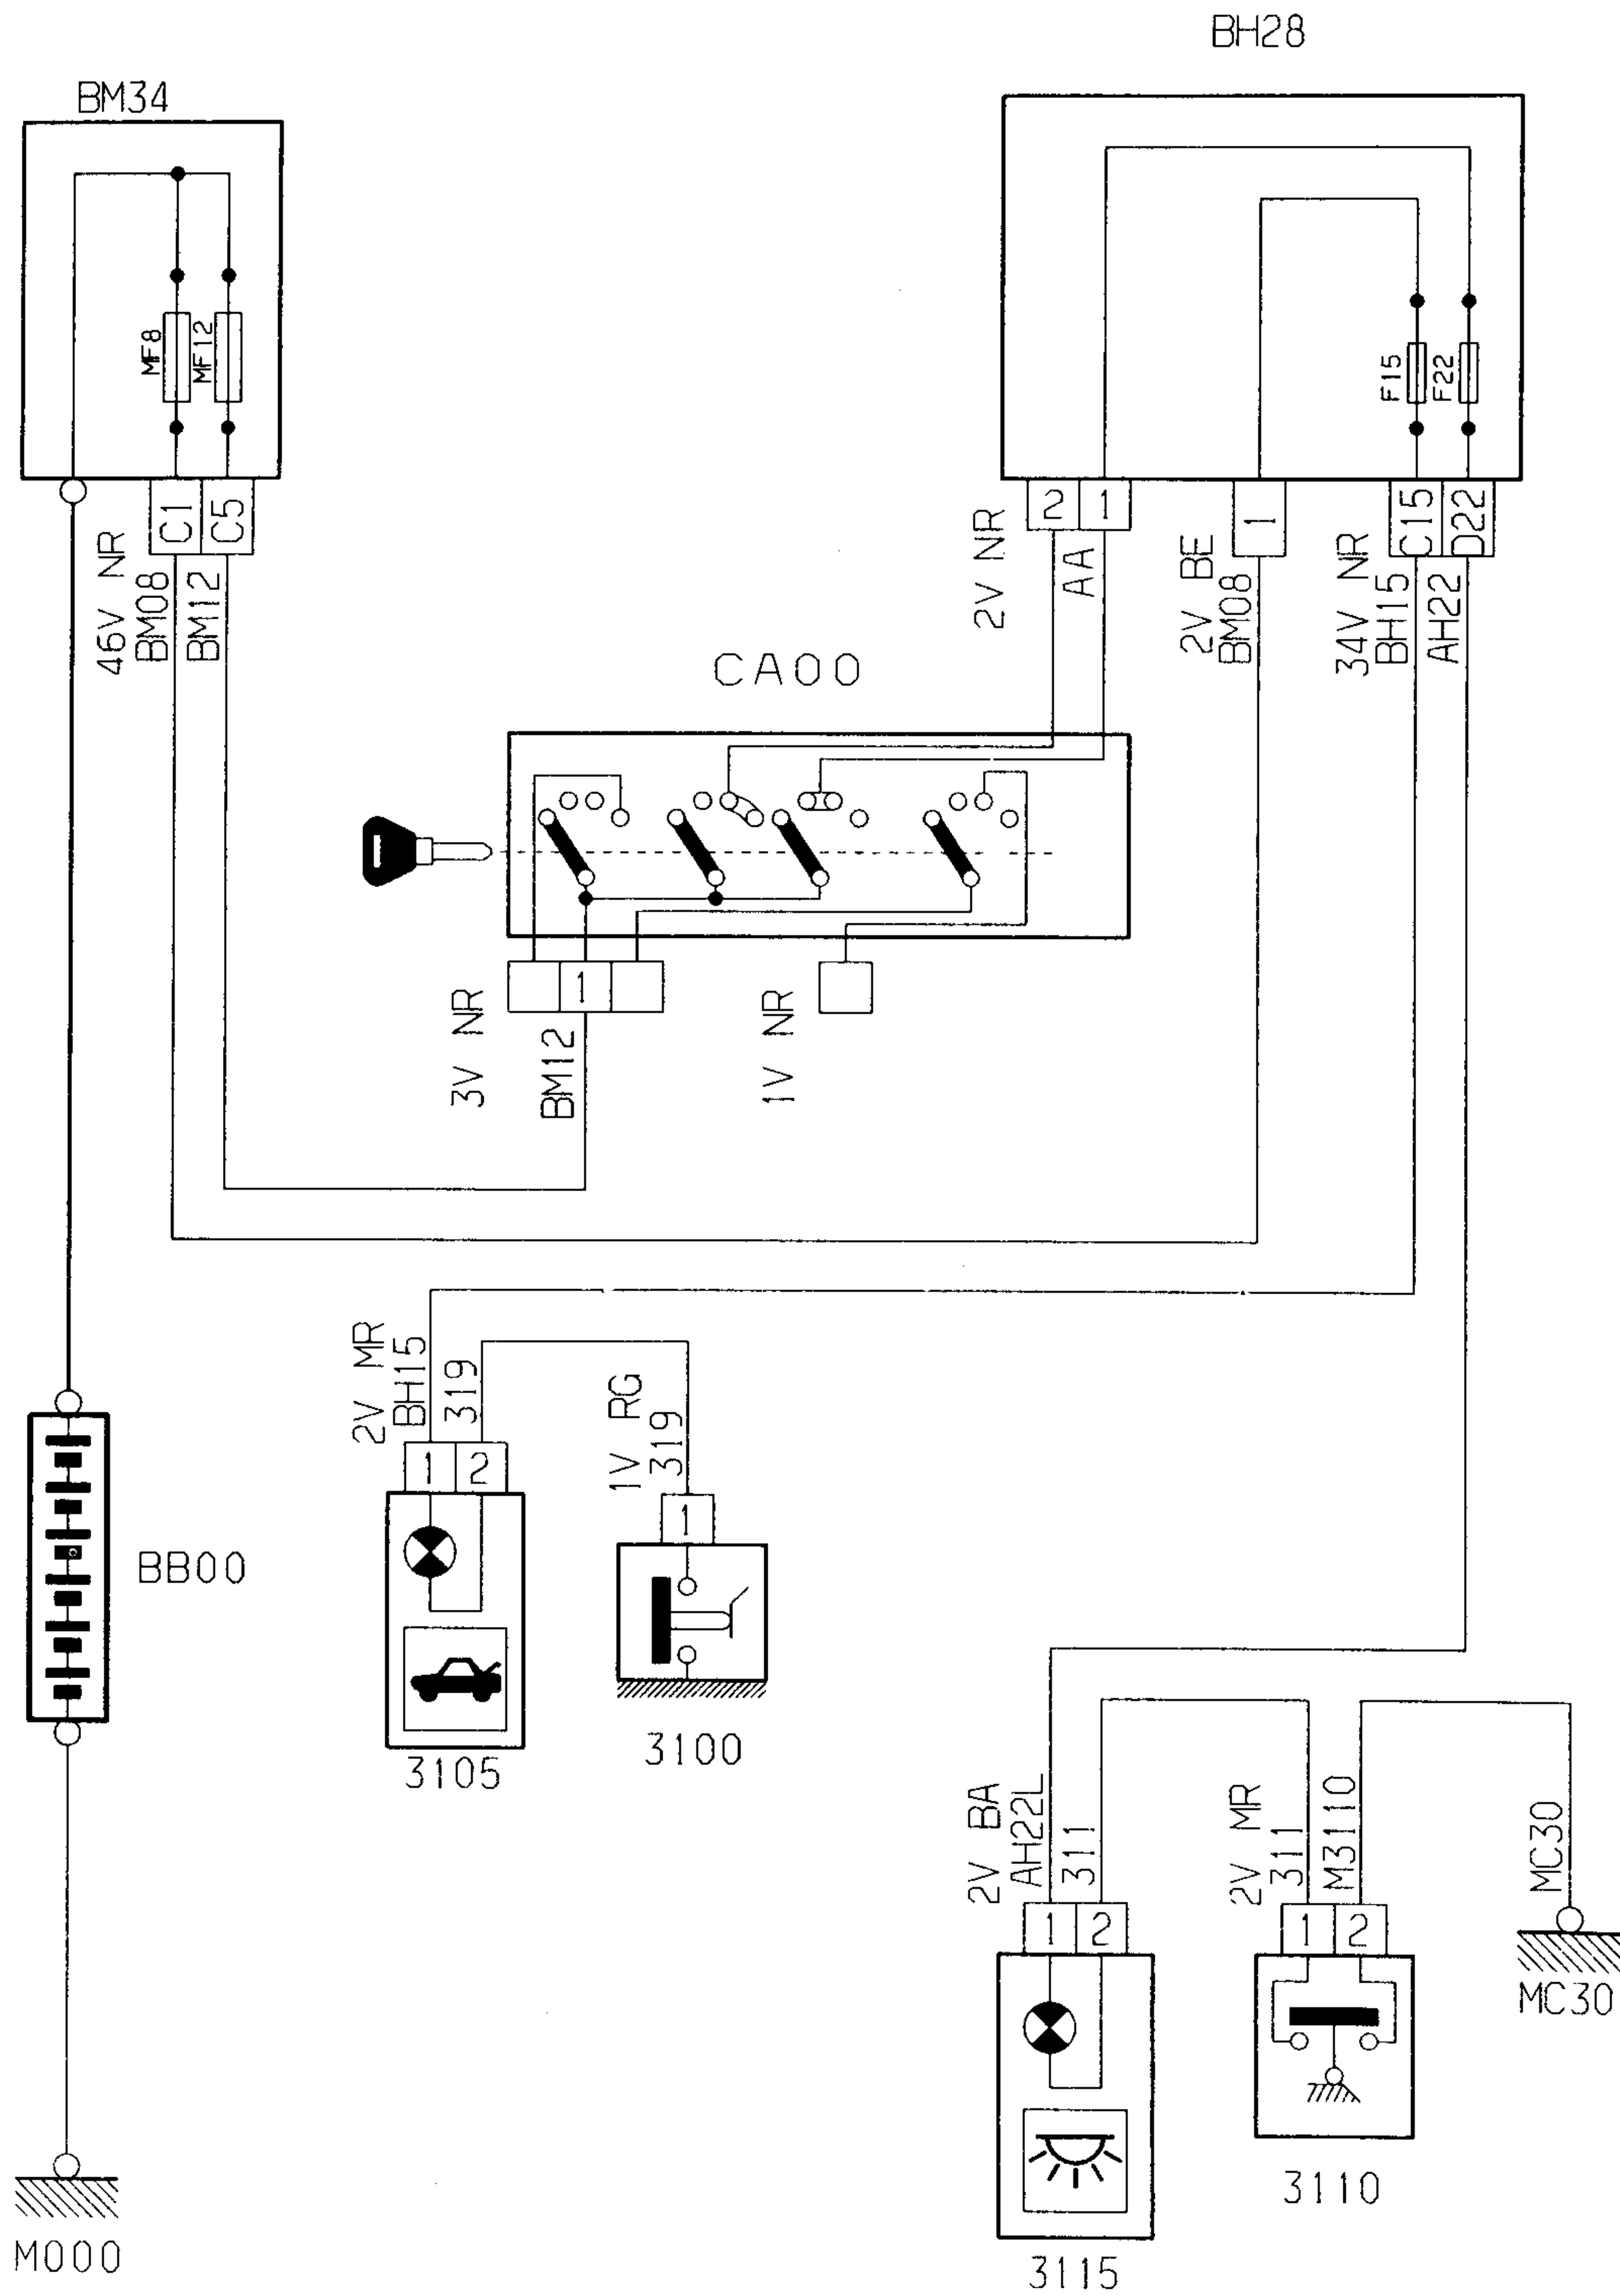 BH28
BM34
MF8
MF12
F15
F22
C1
C5
2
1
1
C15
D22
46V NR
BM08
BM12
2V NR
AA
2V BE
BM08
34V NR
BH15
AH22
CA00
1
3V NR
BM12
1V NR
2V MR
BH15
319
1V RG
319
1
2
1
BB00
3105
3100
2V BA
AH22L
311
2V MR
311
M3110
MC30
1
2
1
2
MC30
3110
3115
M000